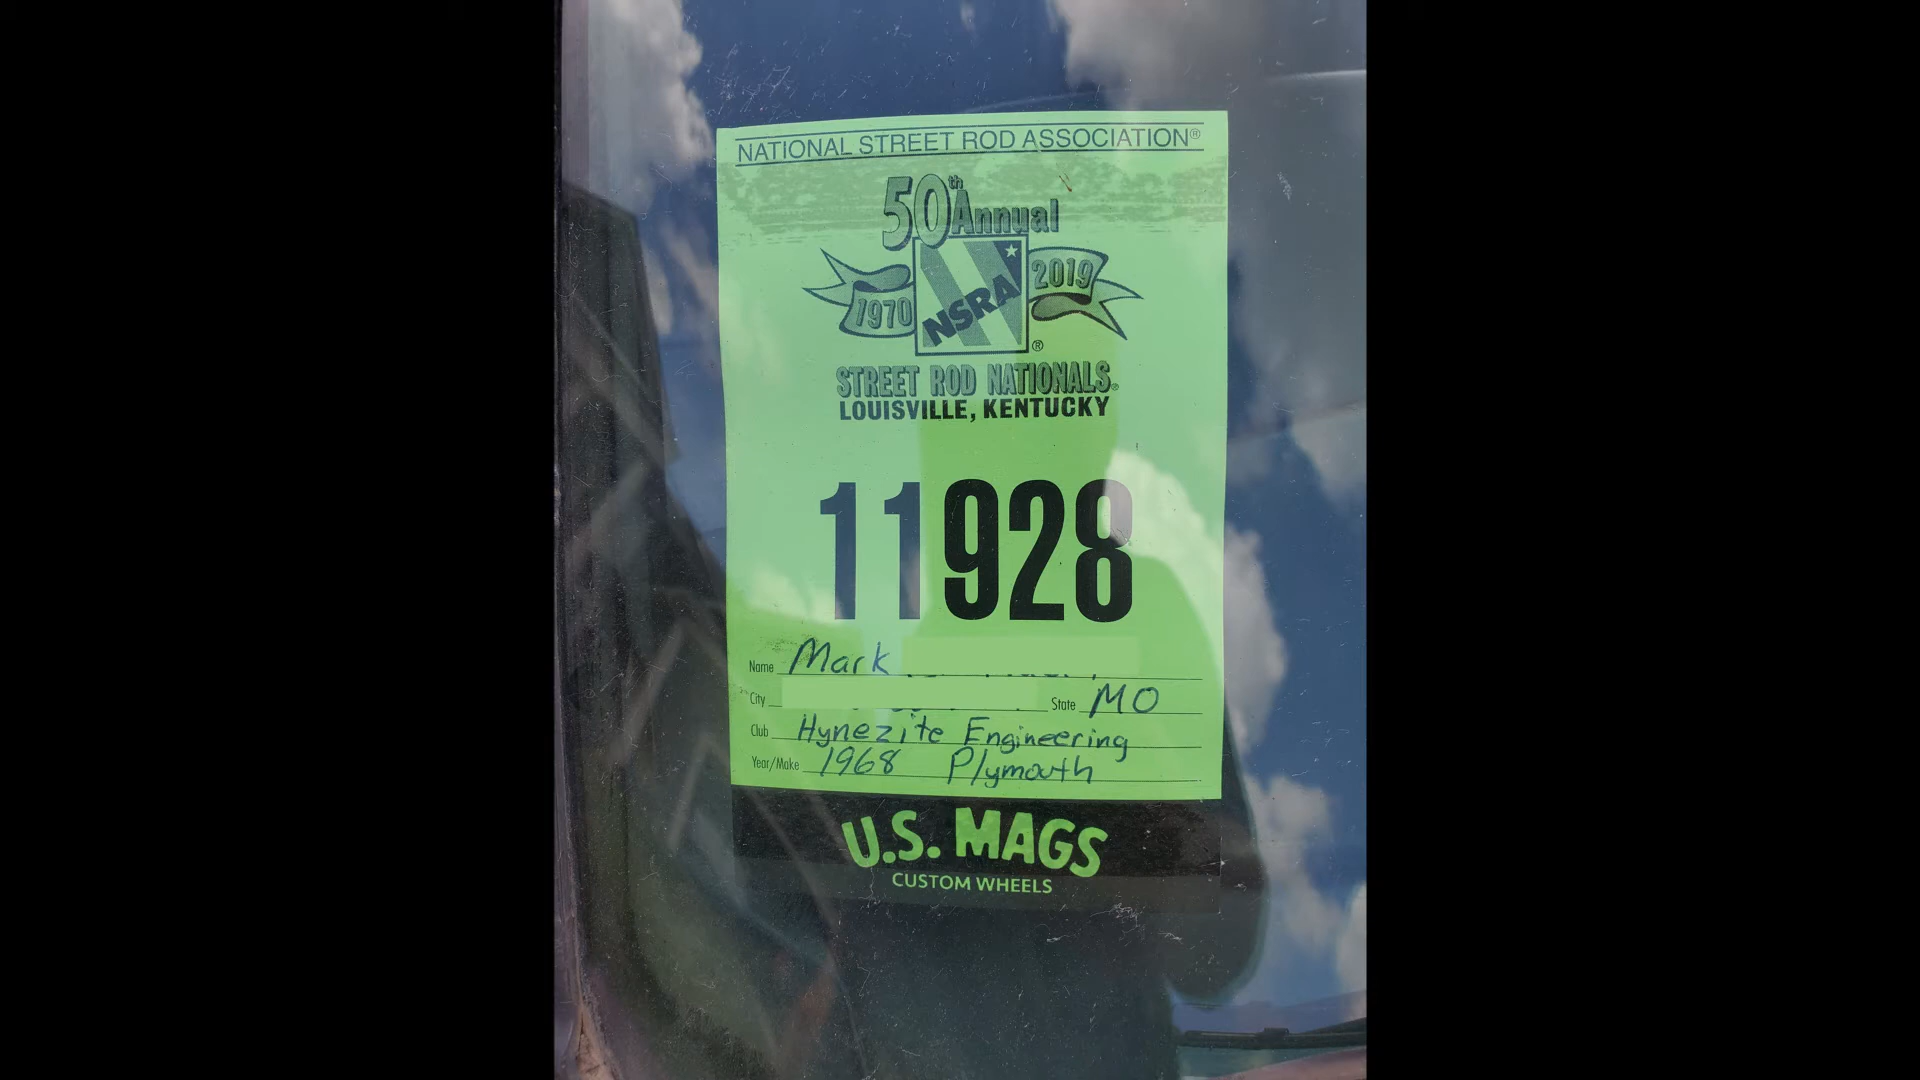 NATIONAL STREET ROD ASSOCIATION®
50th Annual
1970 NSRA® 2019
STREET ROD NATIONALS®
LOUISVILLE, KENTUCKY
11928
Name Mark
City State MO
Club Hynezite Engineering
Year/Make 1968 Plymouth
U.S. MAGS
CUSTOM WHEELS